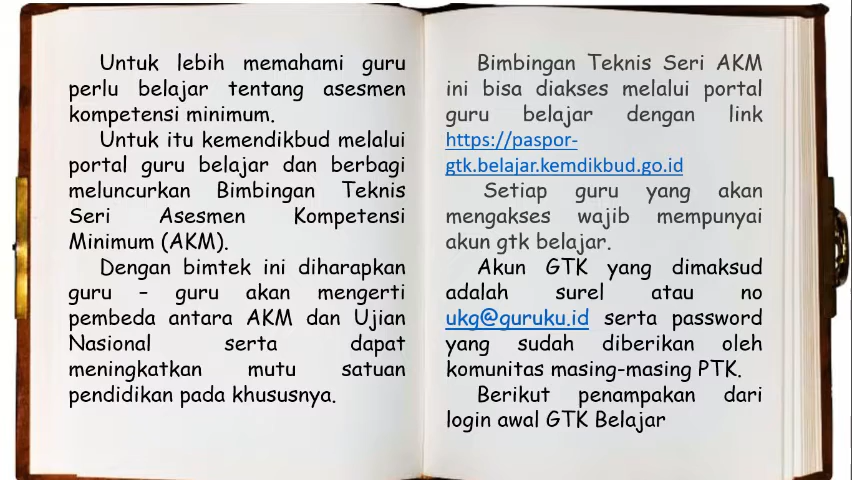 Untuk lebih memahami guru
perlu belajar tentang asesmen
kompetensi minimum.
Untuk itu kemendikbud melalui
portal guru belajar dan berbagi
meluncurkan Bimbingan Teknis
Seri Asesmen Kompetensi
Minimum (AKM).
Dengan bimtek ini diharapkan
guru – guru akan mengerti
pembeda antara AKM dan Ujian
Nasional serta dapat
meningkatkan mutu satuan
pendidikan pada khususnya.
Bimbingan Teknis Seri AKM
ini bisa diakses melalui portal
guru belajar dengan link
https://paspor-
gtk.belajar.kemdikbud.go.id
Setiap guru yang akan
mengakses wajib mempunyai
akun gtk belajar.
Akun GTK yang dimaksud
adalah surel atau no
ukg@guruku.id serta password
yang sudah diberikan oleh
komunitas masing-masing PTK.
Berikut penampakan dari
login awal GTK Belajar